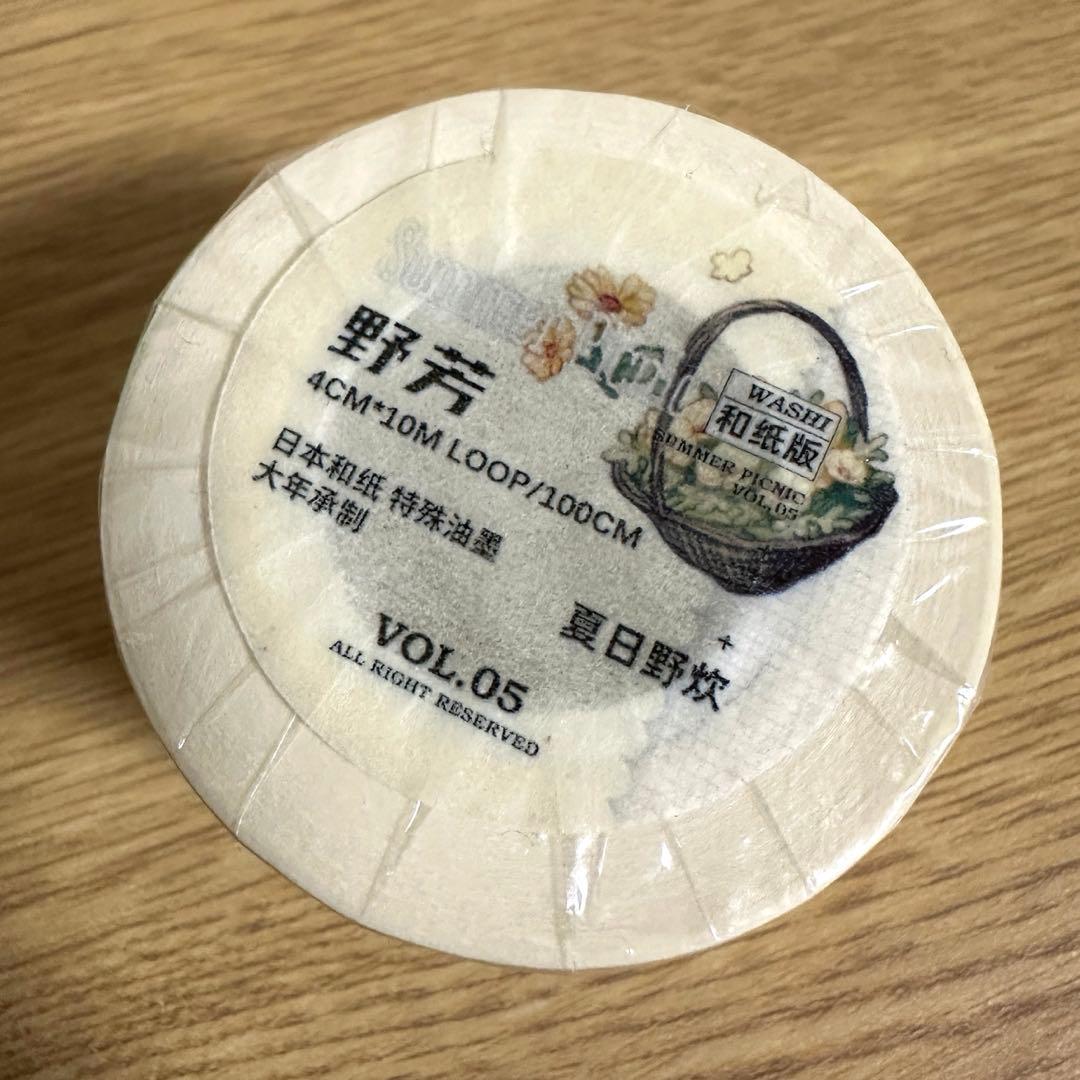 野芳
4CM*10M LOOP/100CM
日本和纸 特殊油墨
大年承制
WASHI
和纸版
SUMMER PICNIC
VOL.05
夏日野炊
VOL.05
ALL RIGHT RESERVED